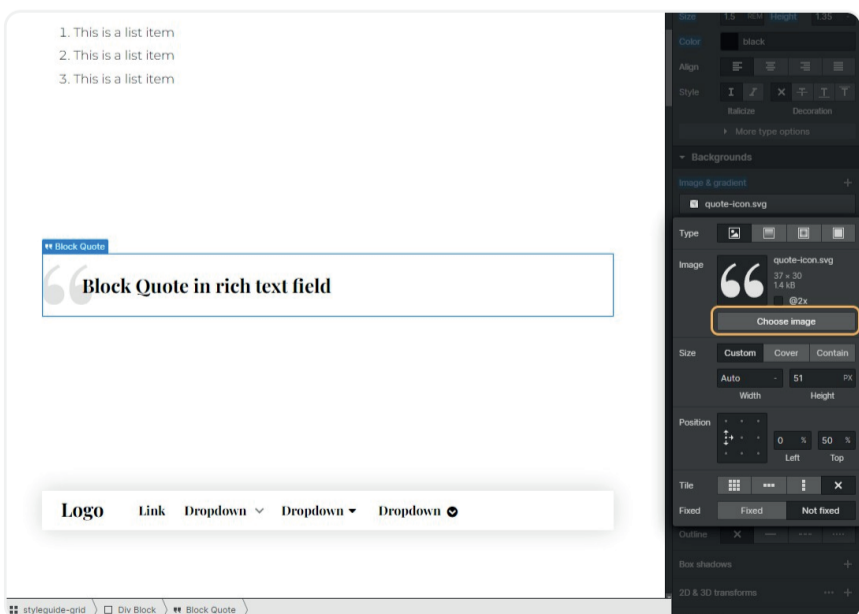 1. This is a list item
2. This is a list item
3. This is a list item
Block Quote
Block Quote in rich text field
Logo Link Dropdown Dropdown Dropdown
styleguide-grid Div Block Block Quote
Size 1.5 REM Height 1.35 -
Color black
Align
Style
Italicize Decoration
More type options
Backgrounds
Image & gradient
quote-icon.svg
Type
Image
quote-icon.svg
37 × 30
1.4 kB
@2x
Choose image
Size Custom Cover Contain
Auto - 51 PX
Width Height
Position
0 % 50 %
Left Top
Tile
Fixed Fixed Not fixed
Outline
Box shadows
2D & 3D transforms